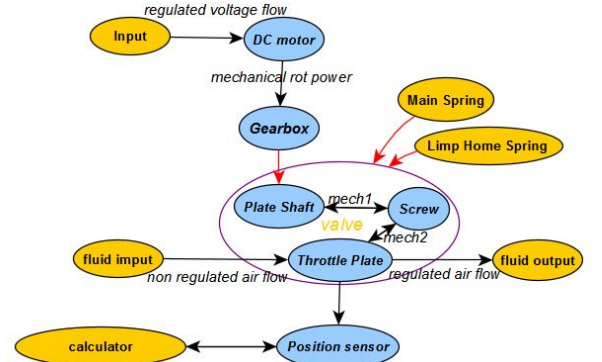 regulated voltage flow
Input
DC motor
mechanical rot power
Main Spring
Gearbox
Limp Home Spring
Plate Shaft
mech1
Screw
valve
mech2
fluid imput
non regulated air flow
Throttle Plate
regulated air flow
fluid output
calculator
Position sensor